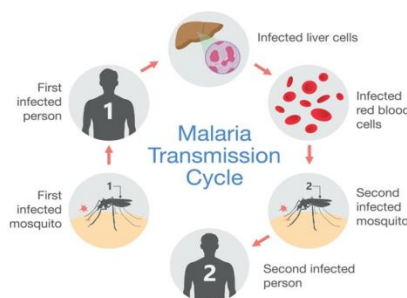 Infected liver cells
First
infected
person
1
Infected
red blood
cells
Malaria
Transmission
Cycle
First
infected
mosquito
1
2
Second
infected
mosquito
2
Second infected
person